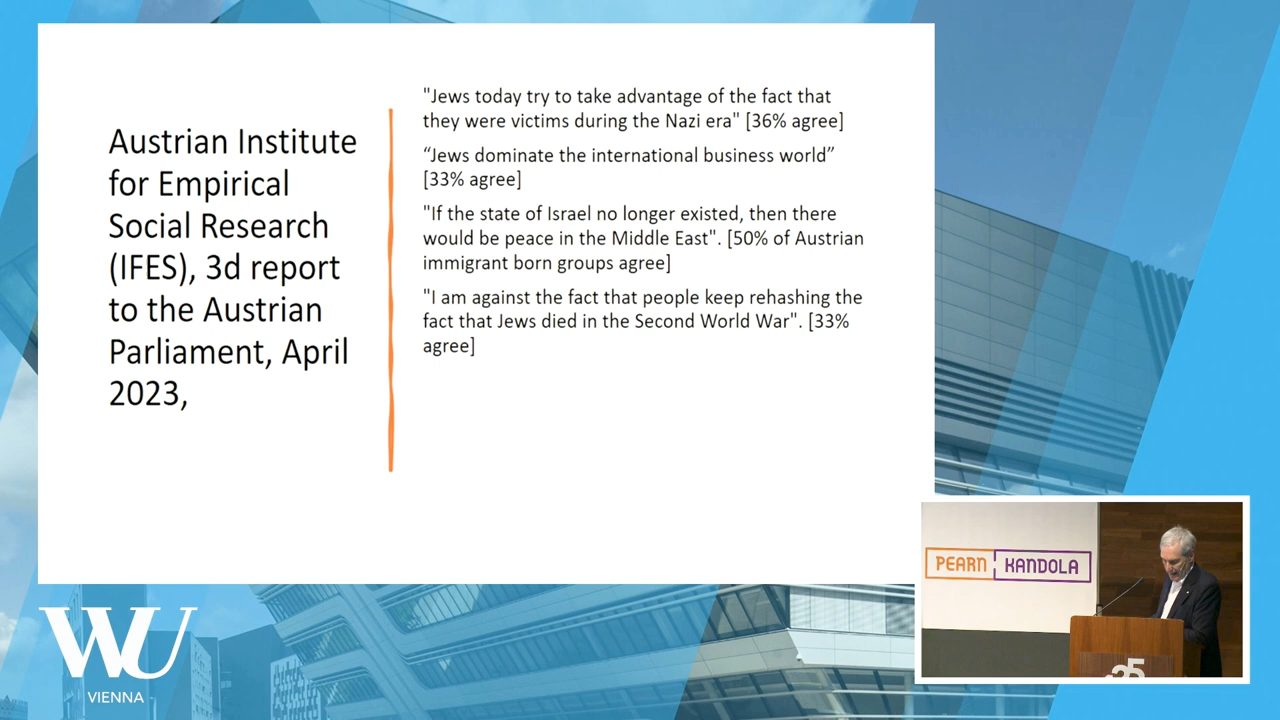 Austrian Institute
for Empirical
Social Research
(IFES), 3d report
to the Austrian
Parliament, April
2023,
"Jews today try to take advantage of the fact that
they were victims during the Nazi era" [36% agree]
“Jews dominate the international business world”
[33% agree]
"If the state of Israel no longer existed, then there
would be peace in the Middle East". [50% of Austrian
immigrant born groups agree]
"I am against the fact that people keep rehashing the
fact that Jews died in the Second World War". [33%
agree]
PEARN KANDOLA
25
WU
VIENNA